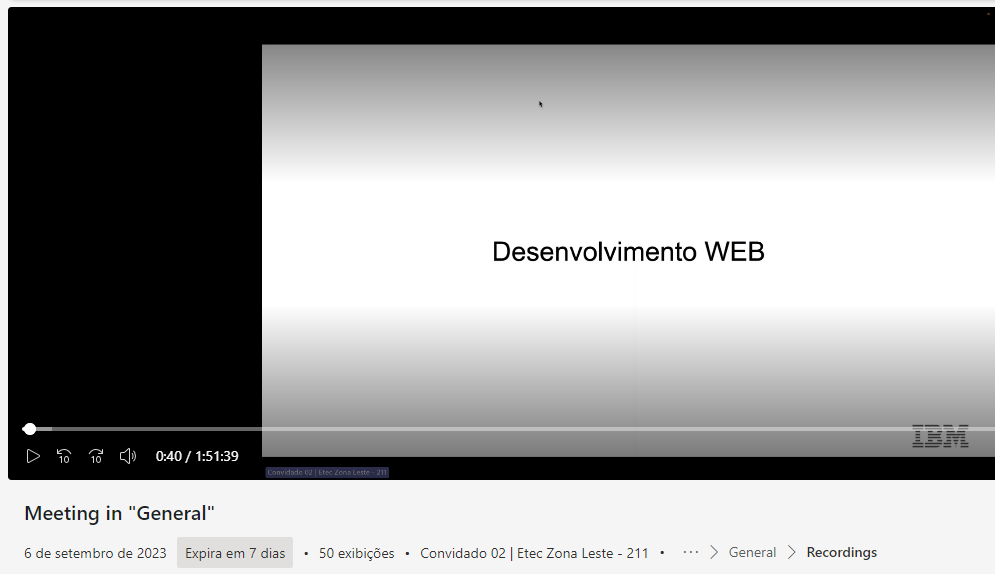 Desenvolvimento WEB
IBM
10 10 0:40 / 1:51:39
Convidado 02 | Etec Zona Leste - 211
Meeting in "General"
6 de setembro de 2023 Expira em 7 dias • 50 exibições • Convidado 02 | Etec Zona Leste - 211 • ... > General > Recordings